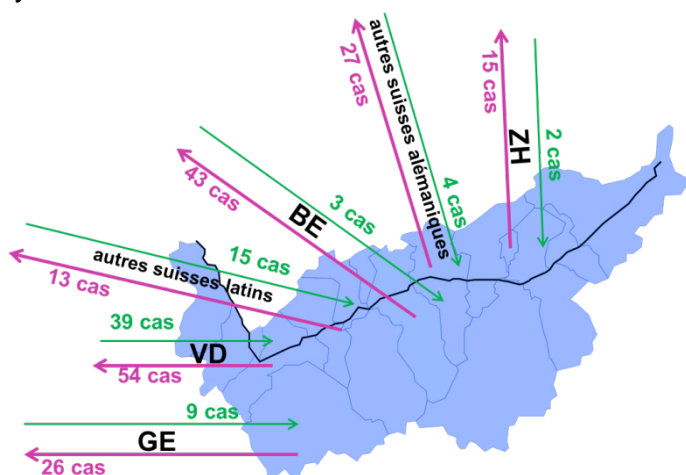 autres suisses alémaniques
27 cas
4 cas
15 cas
ZH
2 cas
43 cas
BE
3 cas
15 cas
autres suisses latins
13 cas
39 cas
VD
54 cas
9 cas
GE
26 cas